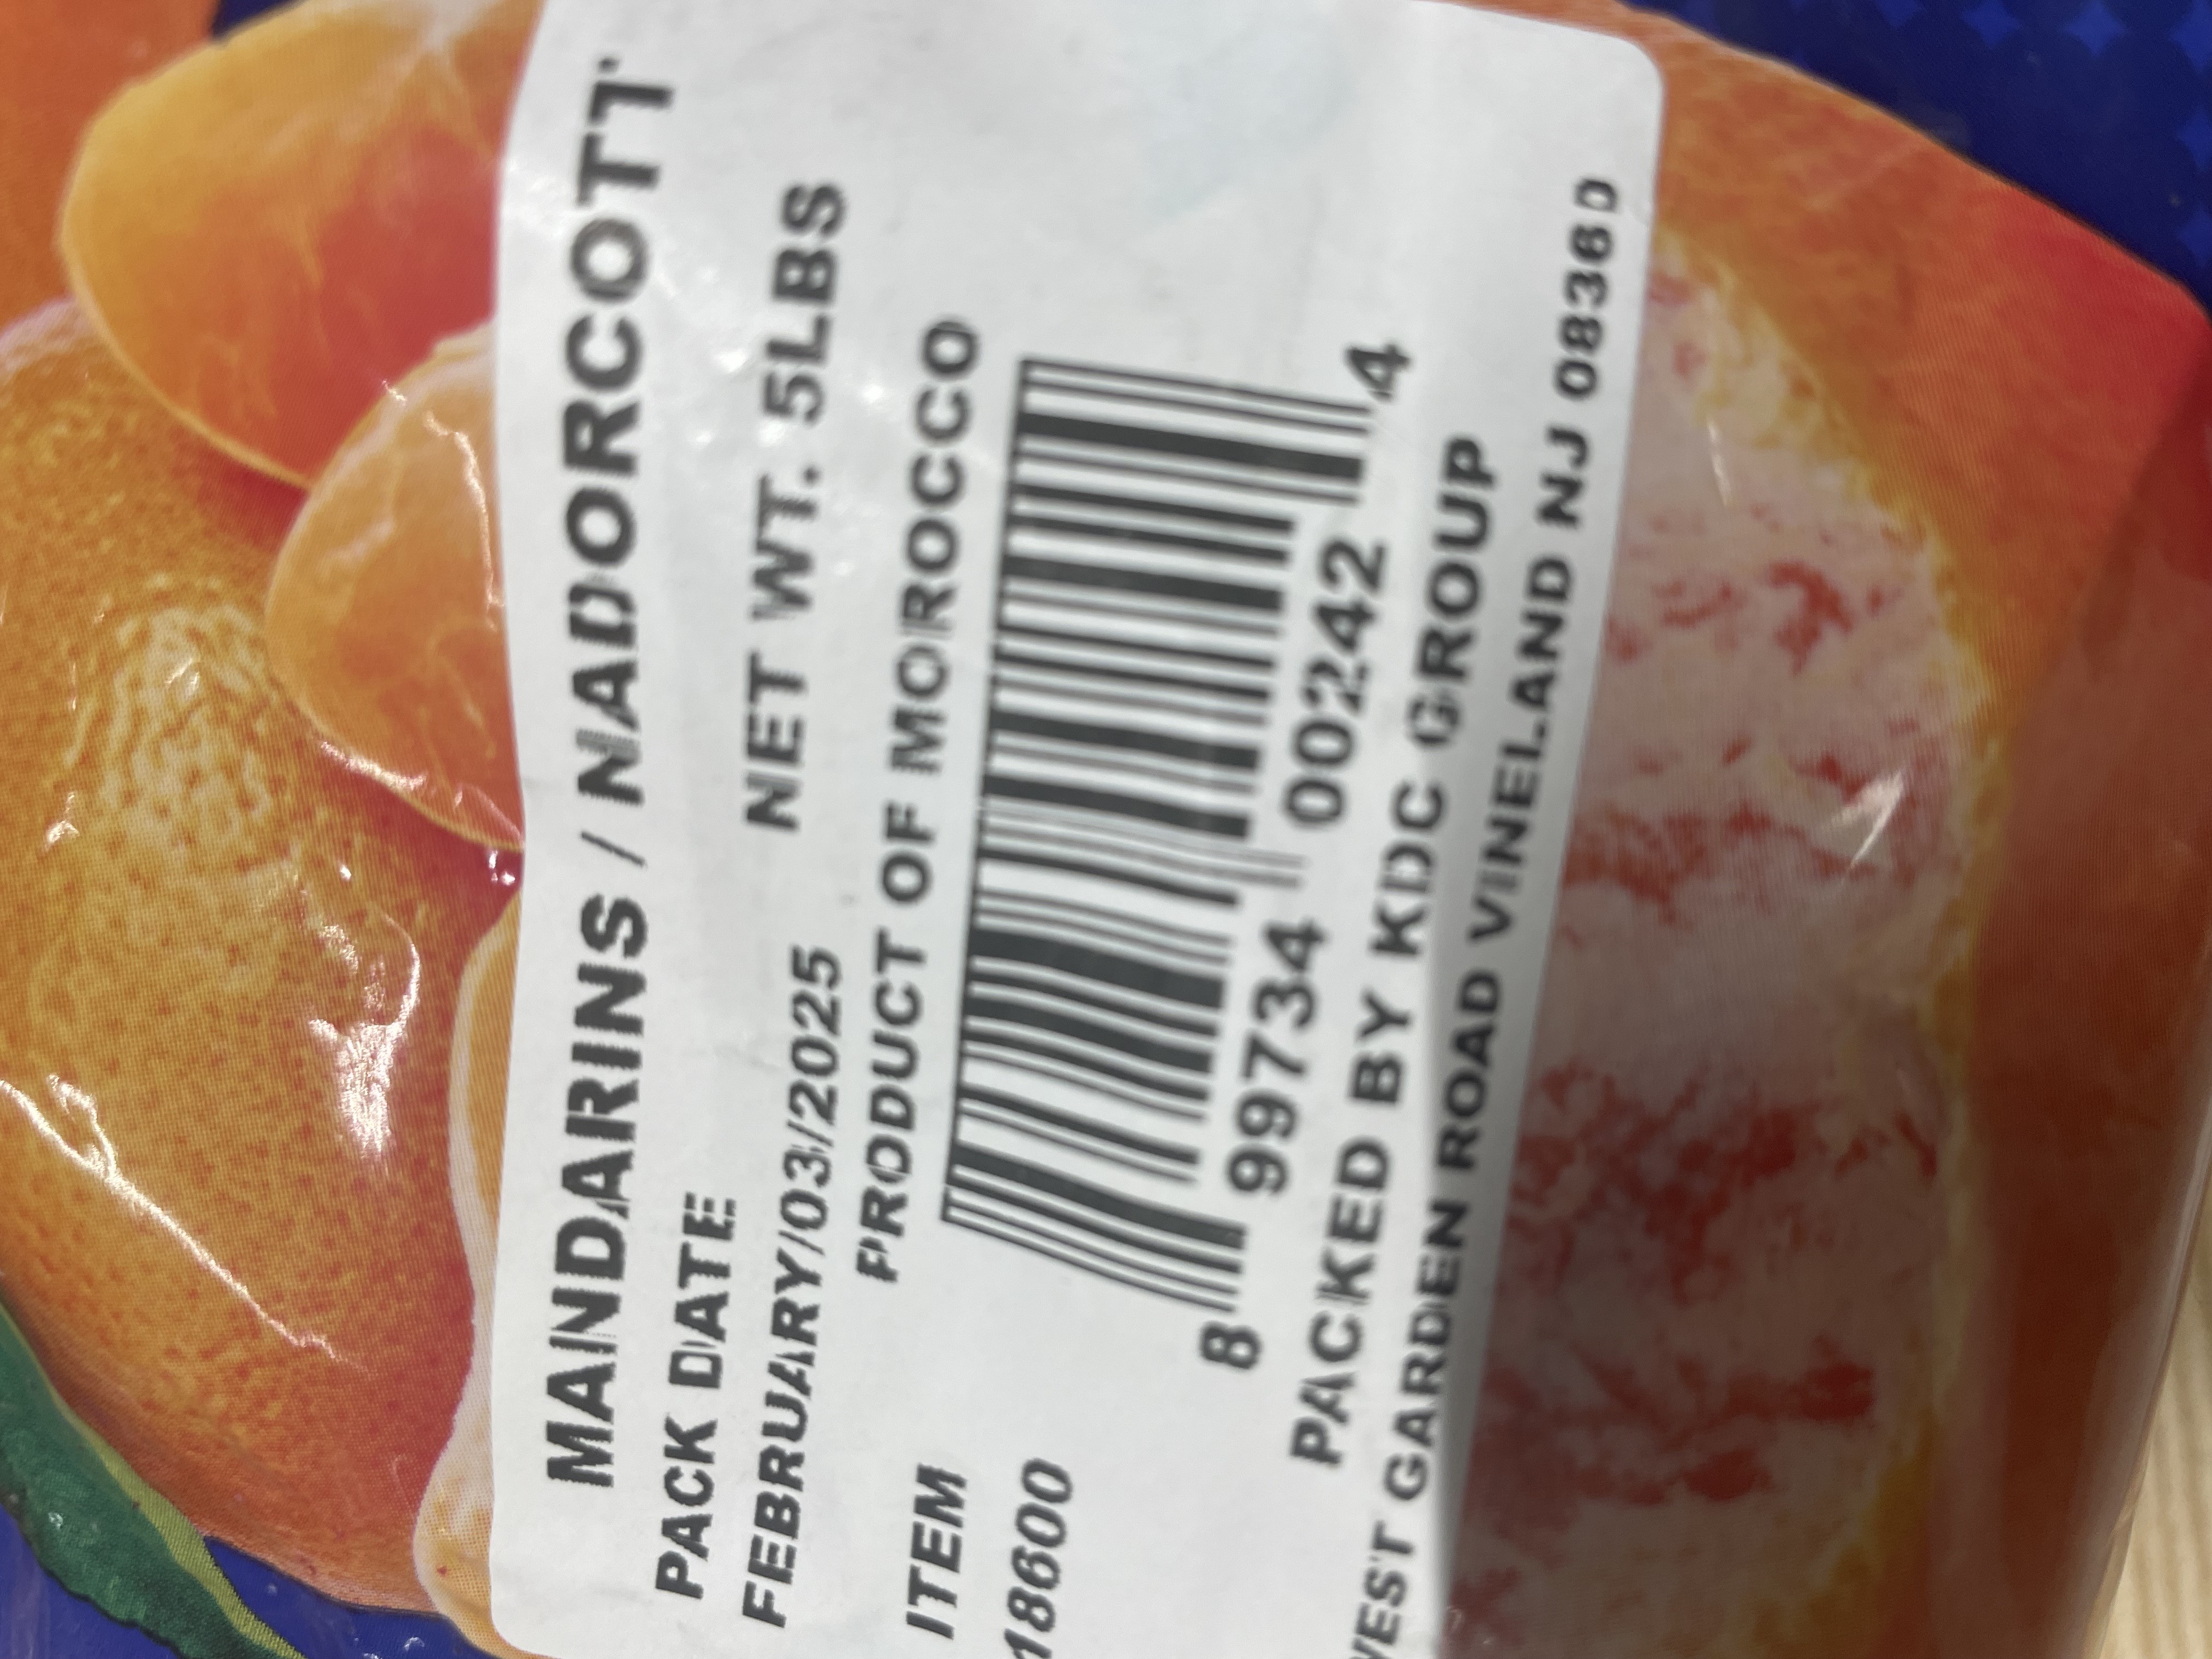 MANDARINS / NADORCOTT
PACK DATE
FEBRUARY/03/2025
NET WT. 5LBS
PRODUCT OF MOROCCO
ITEM
18600
8 99734 00242 4
PACKED BY KDC GROUP
GARDEN ROAD VINELAND NJ 08360